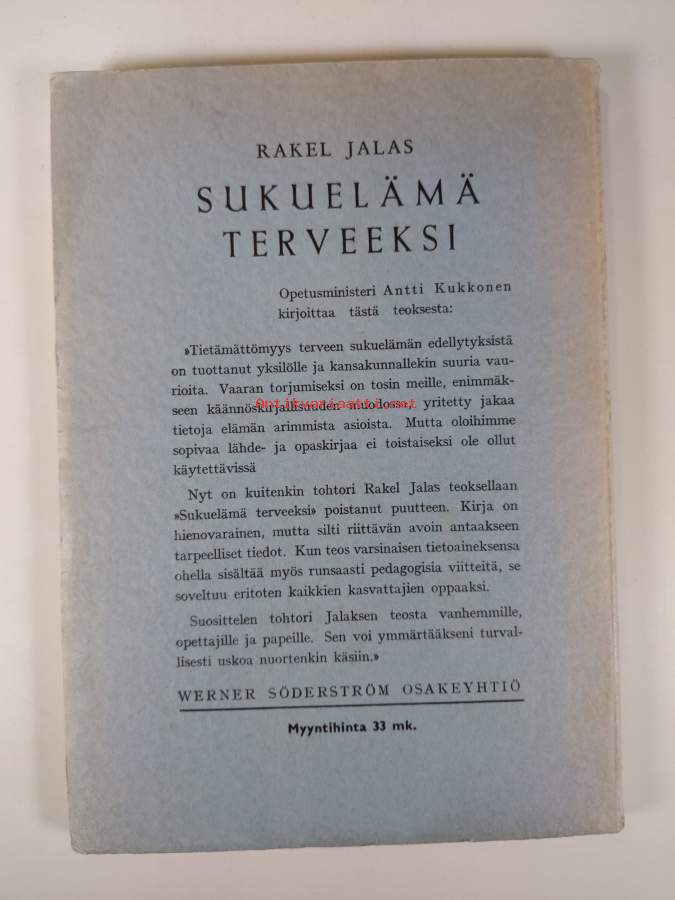 RAKEL JALAS
SUKUELÄMÄ
TERVEEKSI
Opetusministeri Antti Kukkonen
kirjoittaa tästä teoksesta:
»Tietämättömyys terveen sukuelämän edellytyksistä
on tuottanut yksilölle ja kansakunnallekin suuria vau-
rioita. Vaaran torjumiseksi on tosin meille, enimmäk-
seen käännöskirjallisuuden muodossa, yritetty jakaa
Antikvariaatti.net
tietoja elämän arimmista asioista. Mutta oloihimme
sopivaa lähde- ja opaskirjaa ei toistaiseksi ole ollut
käytettävissä
Nyt on kuitenkin tohtori Rakel Jalas teoksellaan
»Sukuelämä terveeksi» poistanut puutteen. Kirja on
hienovarainen, mutta silti riittävän avoin antaakseen
tarpeelliset tiedot. Kun teos varsinaisen tietoaineksensa
ohella sisältää myös runsaasti pedagogisia viitteitä, se
soveltuu eritoten kaikkien kasvattajien oppaaksi.
Suosittelen tohtori Jalaksen teosta vanhemmille,
opettajille ja papeille. Sen voi ymmärtääkseni turval-
lisesti uskoa nuortenkin käsiin.»
WERNER SÖDERSTRÖM OSAKEYHTIÖ
Myyntihinta 33 mk.